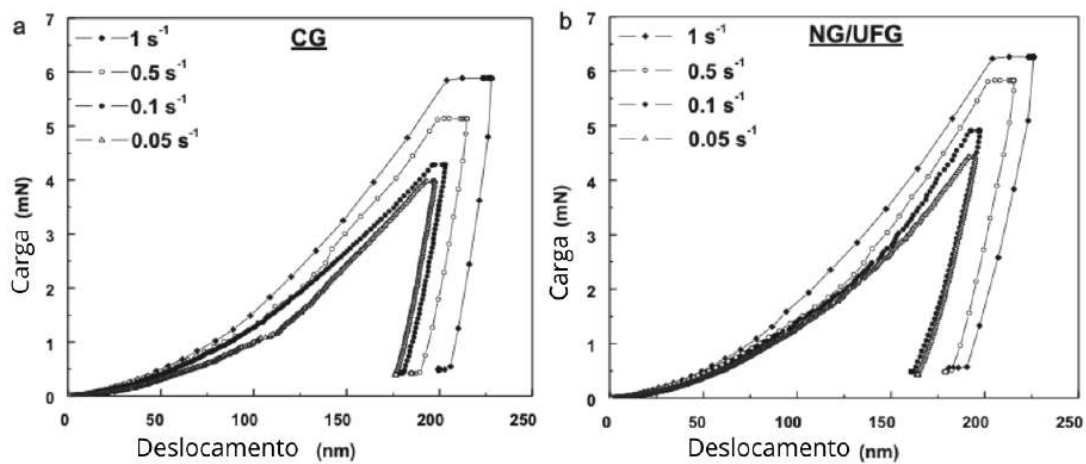 a
CG
1 s⁻¹
0.5 s⁻¹
0.1 s⁻¹
0.05 s⁻¹
Carga (mN)
7
6
5
4
3
2
1
0
0 50 100 150 200 250
Deslocamento (nm)
b
NG/UFG
1 s⁻¹
0.5 s⁻¹
0.1 s⁻¹
0.05 s⁻¹
Carga (mN)
7
6
5
4
3
2
1
0
0 50 100 150 200 250
Deslocamento (nm)